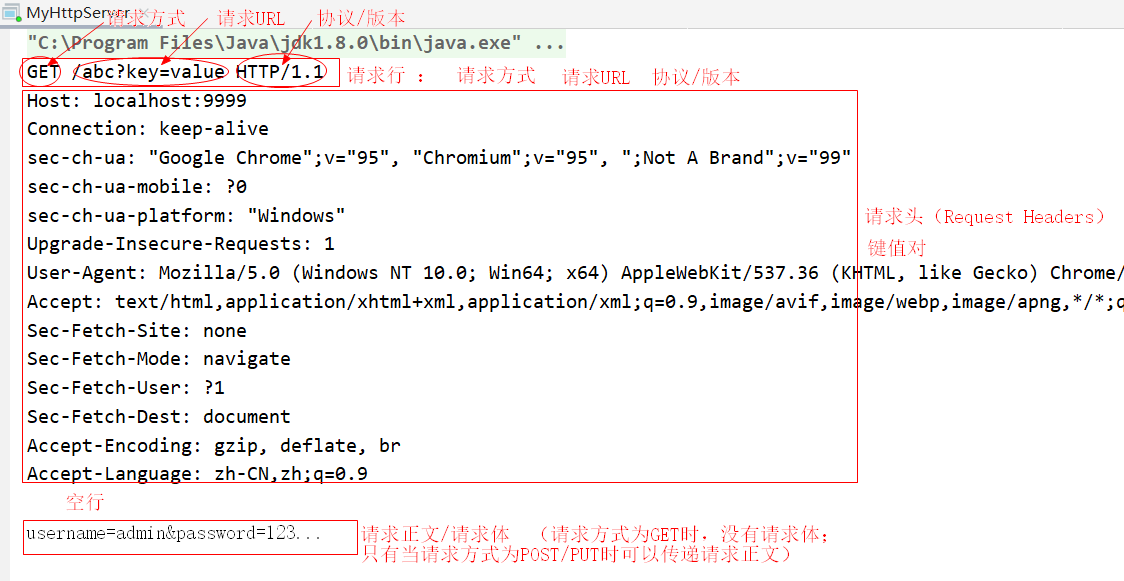 MyHttpServer
请求方式 请求URL 协议/版本
"C:\Program Files\Java\jdk1.8.0\bin\java.exe" ...
GET /abc?key=value HTTP/1.1 请求行 : 请求方式 请求URL 协议/版本
Host: localhost:9999
Connection: keep-alive
sec-ch-ua: "Google Chrome";v="95", "Chromium";v="95", ";Not A Brand";v="99"
sec-ch-ua-mobile: ?0
sec-ch-ua-platform: "Windows"
请求头（Request Headers）
Upgrade-Insecure-Requests: 1
键值对
User-Agent: Mozilla/5.0 (Windows NT 10.0; Win64; x64) AppleWebKit/537.36 (KHTML, like Gecko) Chrome/
Accept: text/html,application/xhtml+xml,application/xml;q=0.9,image/avif,image/webp,image/apng,*/*;q
Sec-Fetch-Site: none
Sec-Fetch-Mode: navigate
Sec-Fetch-User: ?1
Sec-Fetch-Dest: document
Accept-Encoding: gzip, deflate, br
Accept-Language: zh-CN,zh;q=0.9
空行
username=admin&password=123... 请求正文/请求体 （请求方式为GET时，没有请求体；
只有当请求方式为POST/PUT时可以传递请求正文）